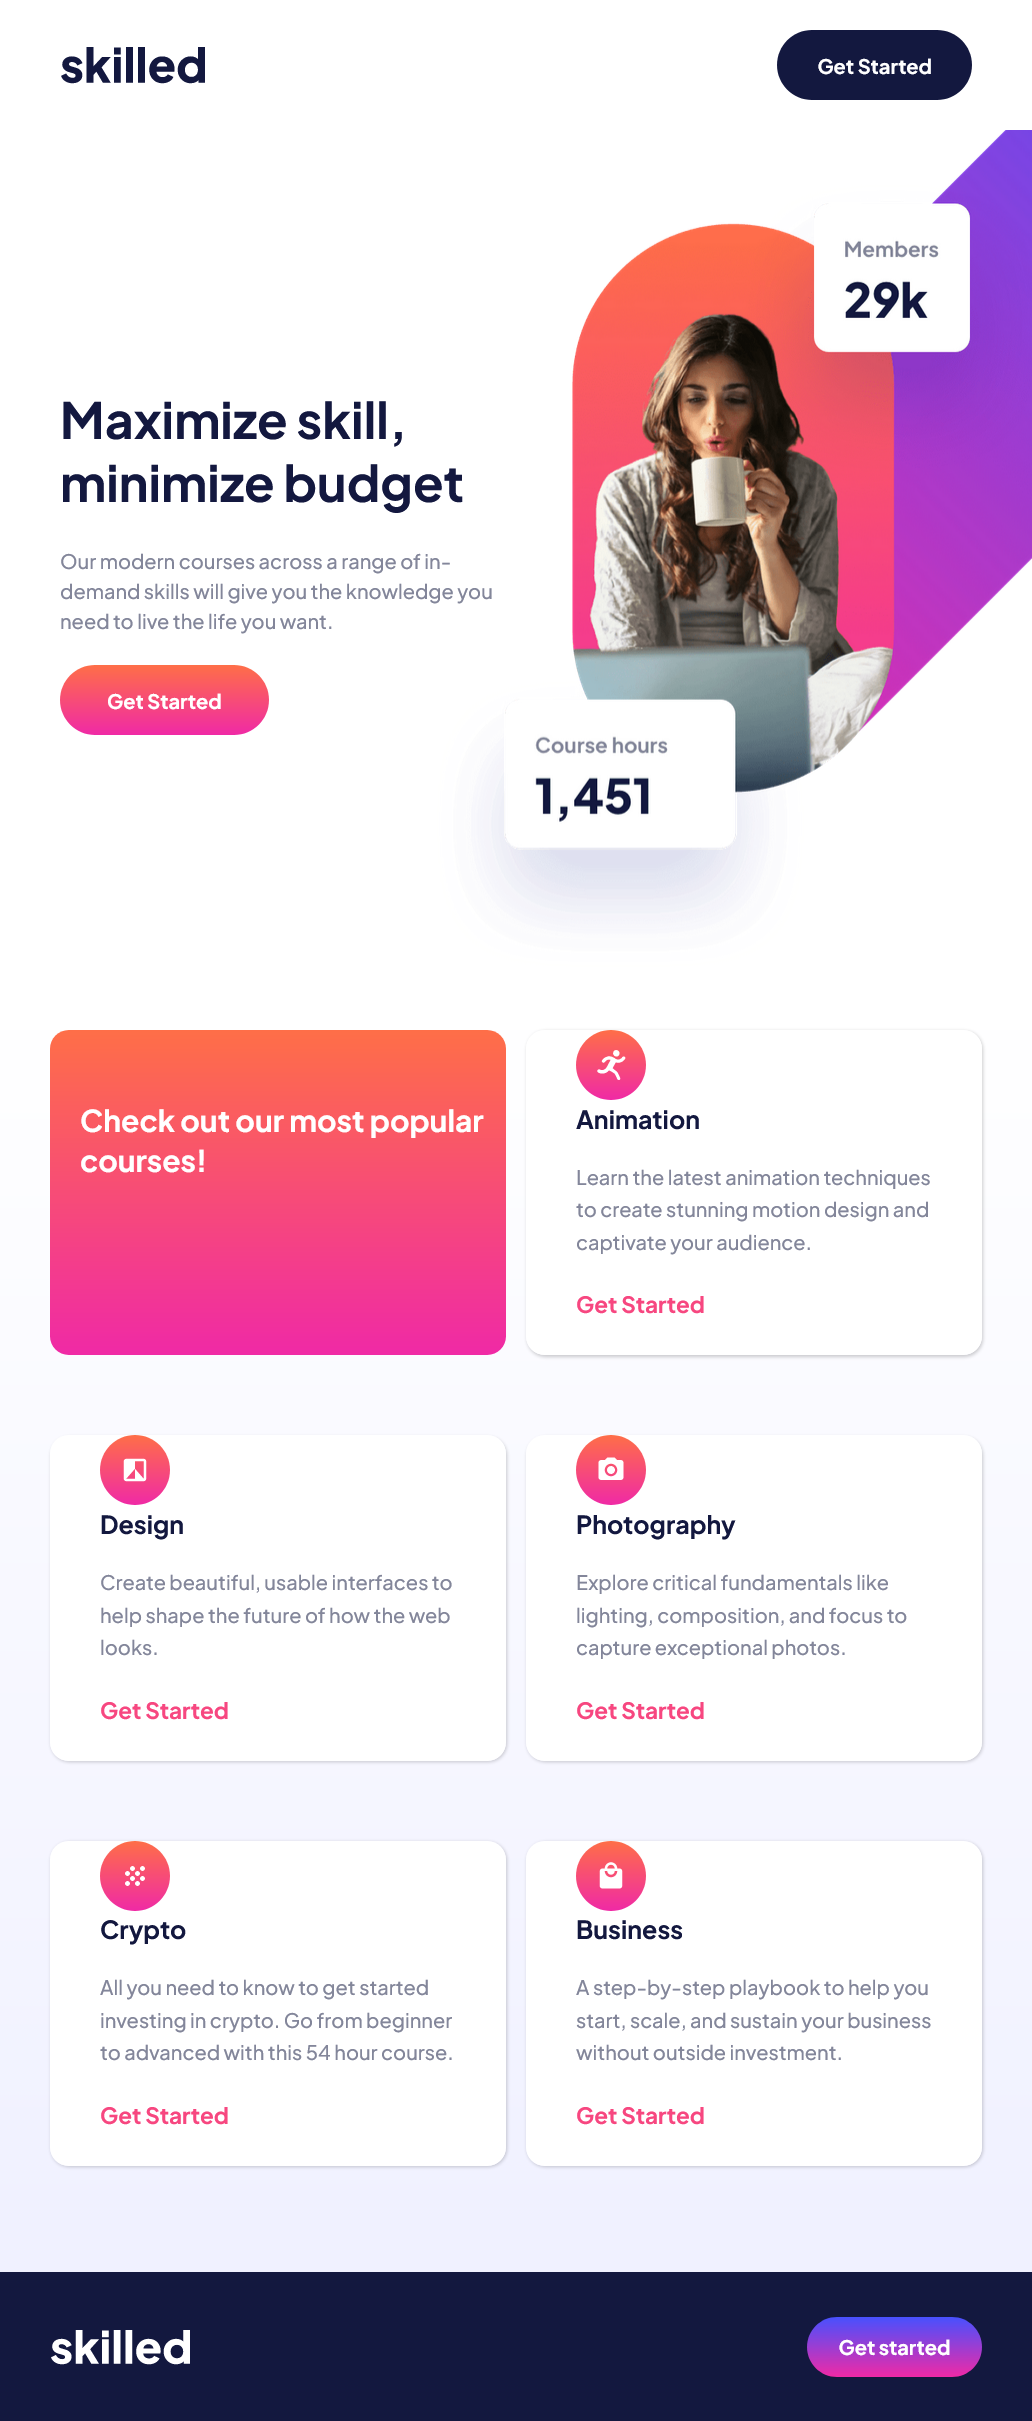 skilled
Get Started
Members
29k
Maximize skill,
minimize budget
Our modern courses across a range of in-
demand skills will give you the knowledge you
need to live the life you want.
Get Started
Course hours
1,451
Check out our most popular
courses!
Animation
Learn the latest animation techniques
to create stunning motion design and
captivate your audience.
Get Started
Design
Create beautiful, usable interfaces to
help shape the future of how the web
looks.
Get Started
Photography
Explore critical fundamentals like
lighting, composition, and focus to
capture exceptional photos.
Get Started
Crypto
All you need to know to get started
investing in crypto. Go from beginner
to advanced with this 54 hour course.
Get Started
Business
A step-by-step playbook to help you
start, scale, and sustain your business
without outside investment.
Get Started
skilled
Get started